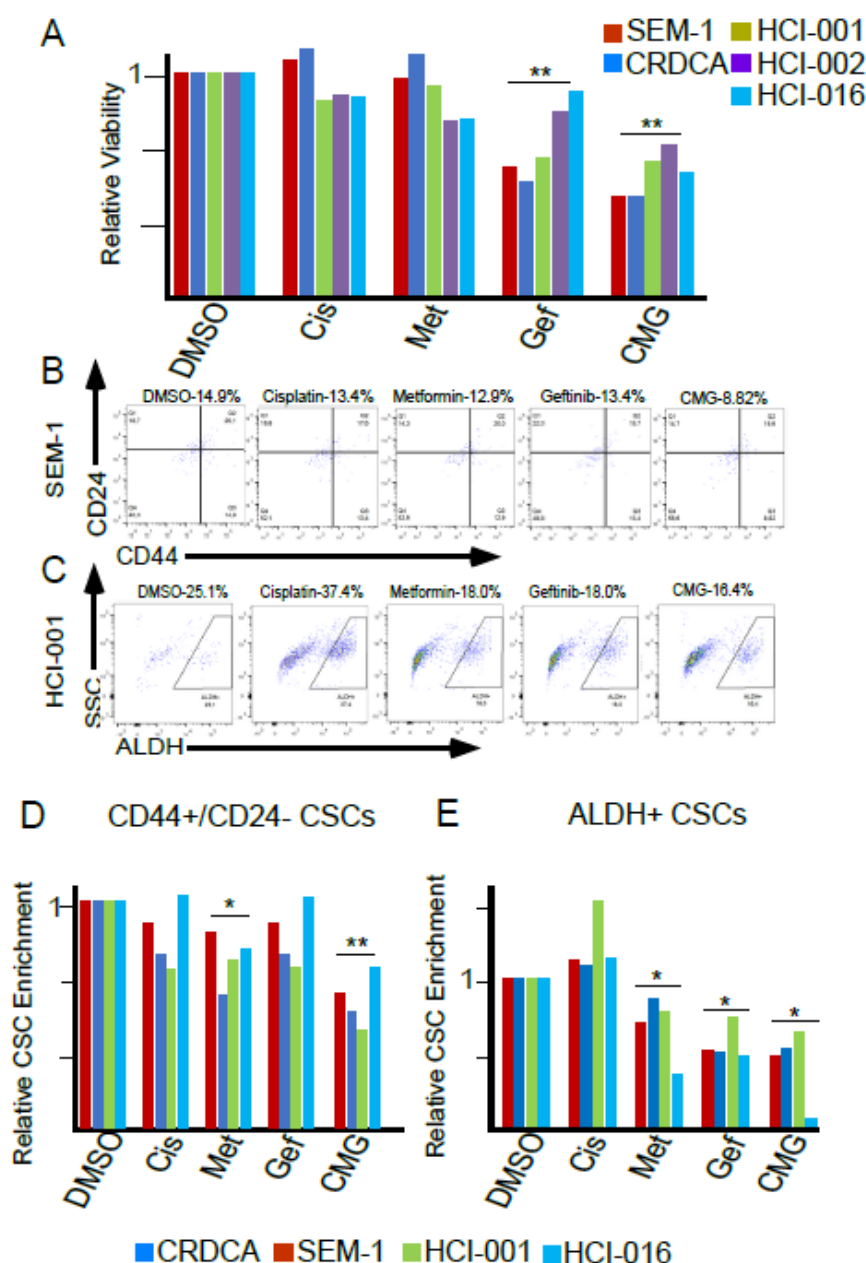 A
SEM-1 HCI-001
CRDCA HCI-002
HCI-016
1
** **
Relative Viability
DMSO Cis Met Gef CMG
B
DMSO-14.9% Cisplatin-13.4% Metformin-12.9% Geftinib-13.4% CMG-8.82%
SEM-1
CD24
CD44
C
DMSO-25.1% Cisplatin-37.4% Metformin-18.0% Geftinib-18.0% CMG-16.4%
HCI-001
SSC
ALDH
D CD44+/CD24- CSCs
1
* **
Relative CSC Enrichment
DMSO Cis Met Gef CMG
E ALDH+ CSCs
1
* * *
Relative CSC Enrichment
DMSO Cis Met Gef CMG
CRDCA SEM-1 HCI-001 HCI-016